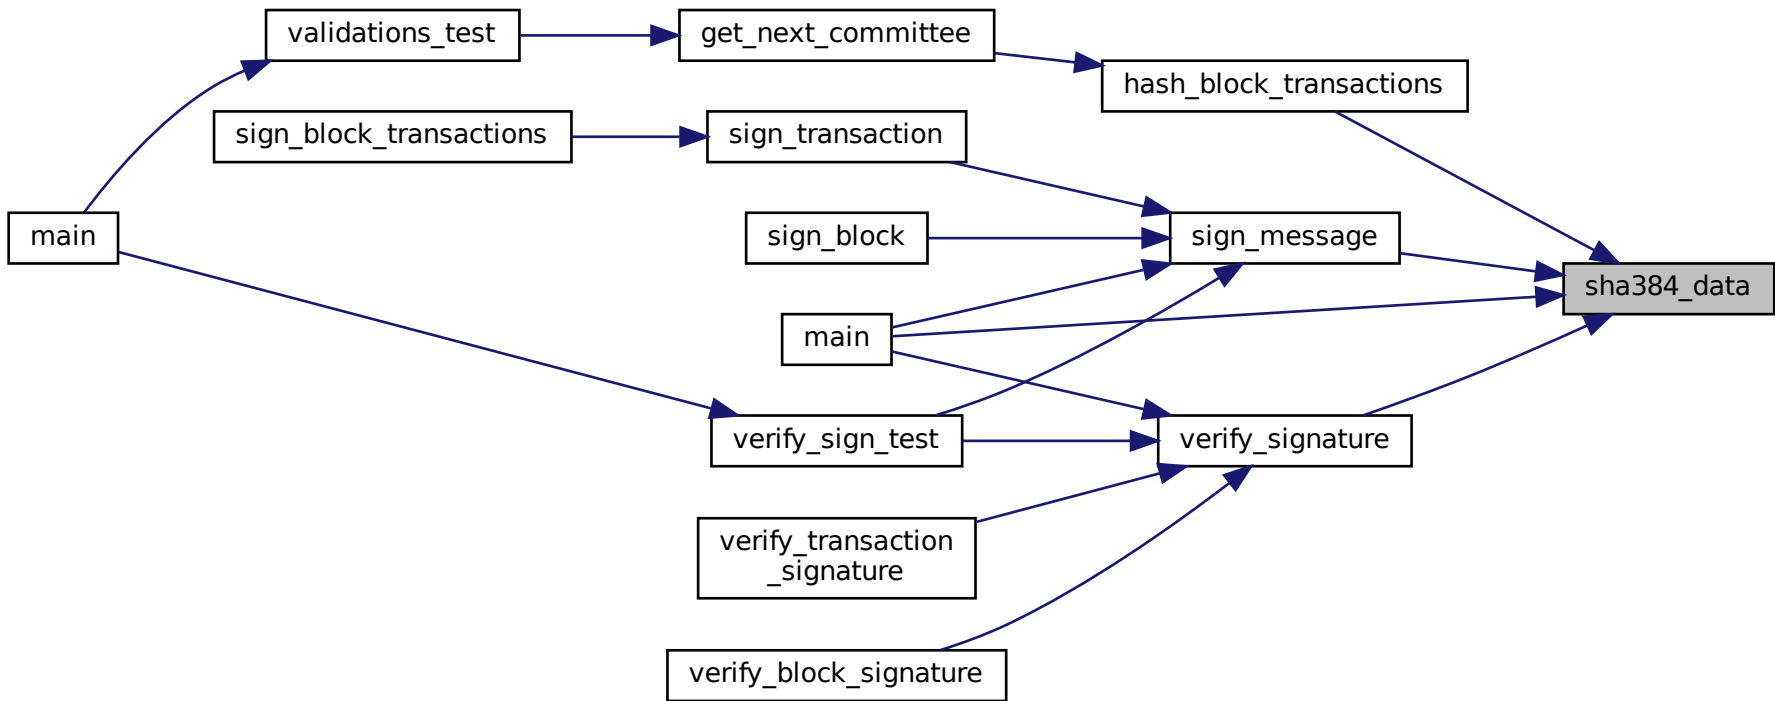 validations_test
get_next_committee
hash_block_transactions
sign_block_transactions
sign_transaction
main
sign_block
sign_message
sha384_data
main
verify_sign_test
verify_signature
verify_transaction
_signature
verify_block_signature